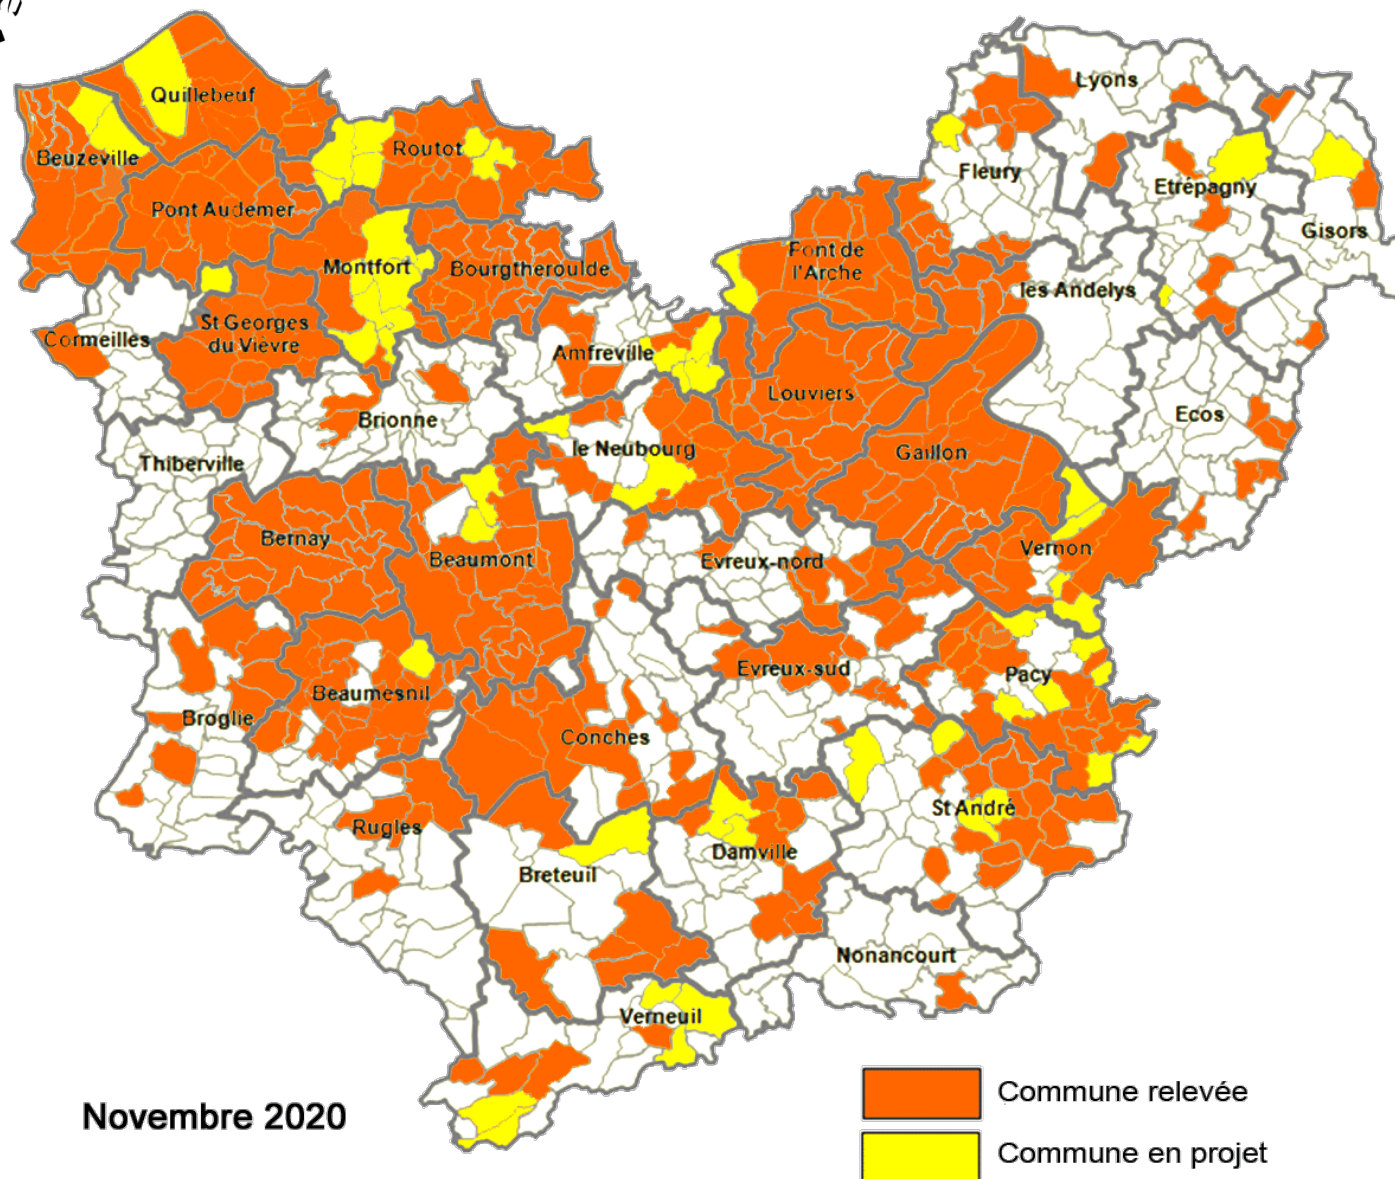 Lyons
Quillebeuf
Routot
Beuzeville
Fleury
Etrépagny
Pont Audemer
Gisors
Font de
l'Arche
Montfort
Bourgtheroulde
les Andelys
St Georges
du Vièvre
Cormeilles
Amfreville
Louviers
Ecos
Brionne
le Neubourg
Gaillon
Thiberville
Bernay
Vernon
Beaumont
Evreux-nord
Evreux-sud
Pacy
Beaumesnil
Broglie
Conches
St André
Rugles
Damville
Breteuil
Nonancourt
Verneuil
Novembre 2020
Commune relevée
Commune en projet